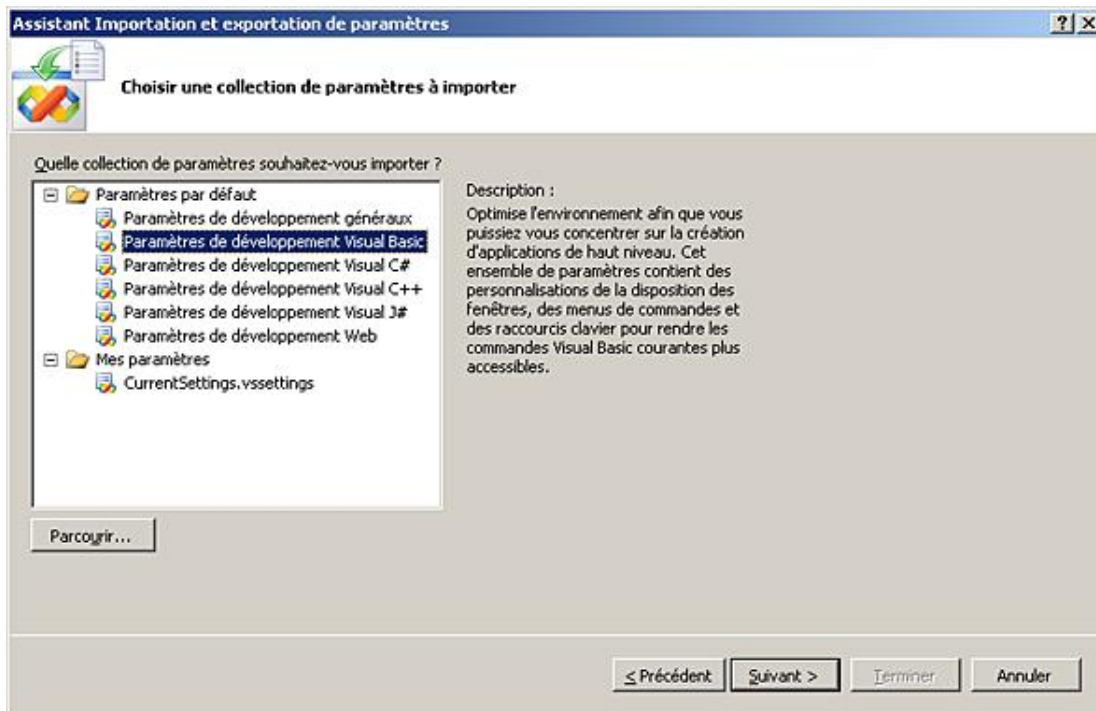 Assistant Importation et exportation de paramètres
Choisir une collection de paramètres à importer
Quelle collection de paramètres souhaitez-vous importer ?
Paramètres par défaut
Paramètres de développement généraux
Paramètres de développement Visual Basic
Paramètres de développement Visual C#
Paramètres de développement Visual C++
Paramètres de développement Visual J#
Paramètres de développement Web
Mes paramètres
CurrentSettings.vssettings
Description :
Optimise l'environnement afin que vous
puissiez vous concentrer sur la création
d'applications de haut niveau. Cet
ensemble de paramètres contient des
personnalisations de la disposition des
fenêtres, des menus de commandes et
des raccourcis clavier pour rendre les
commandes Visual Basic courantes plus
accessibles.
Parcourir...
< Précédent
Suivant >
Terminer
Annuler